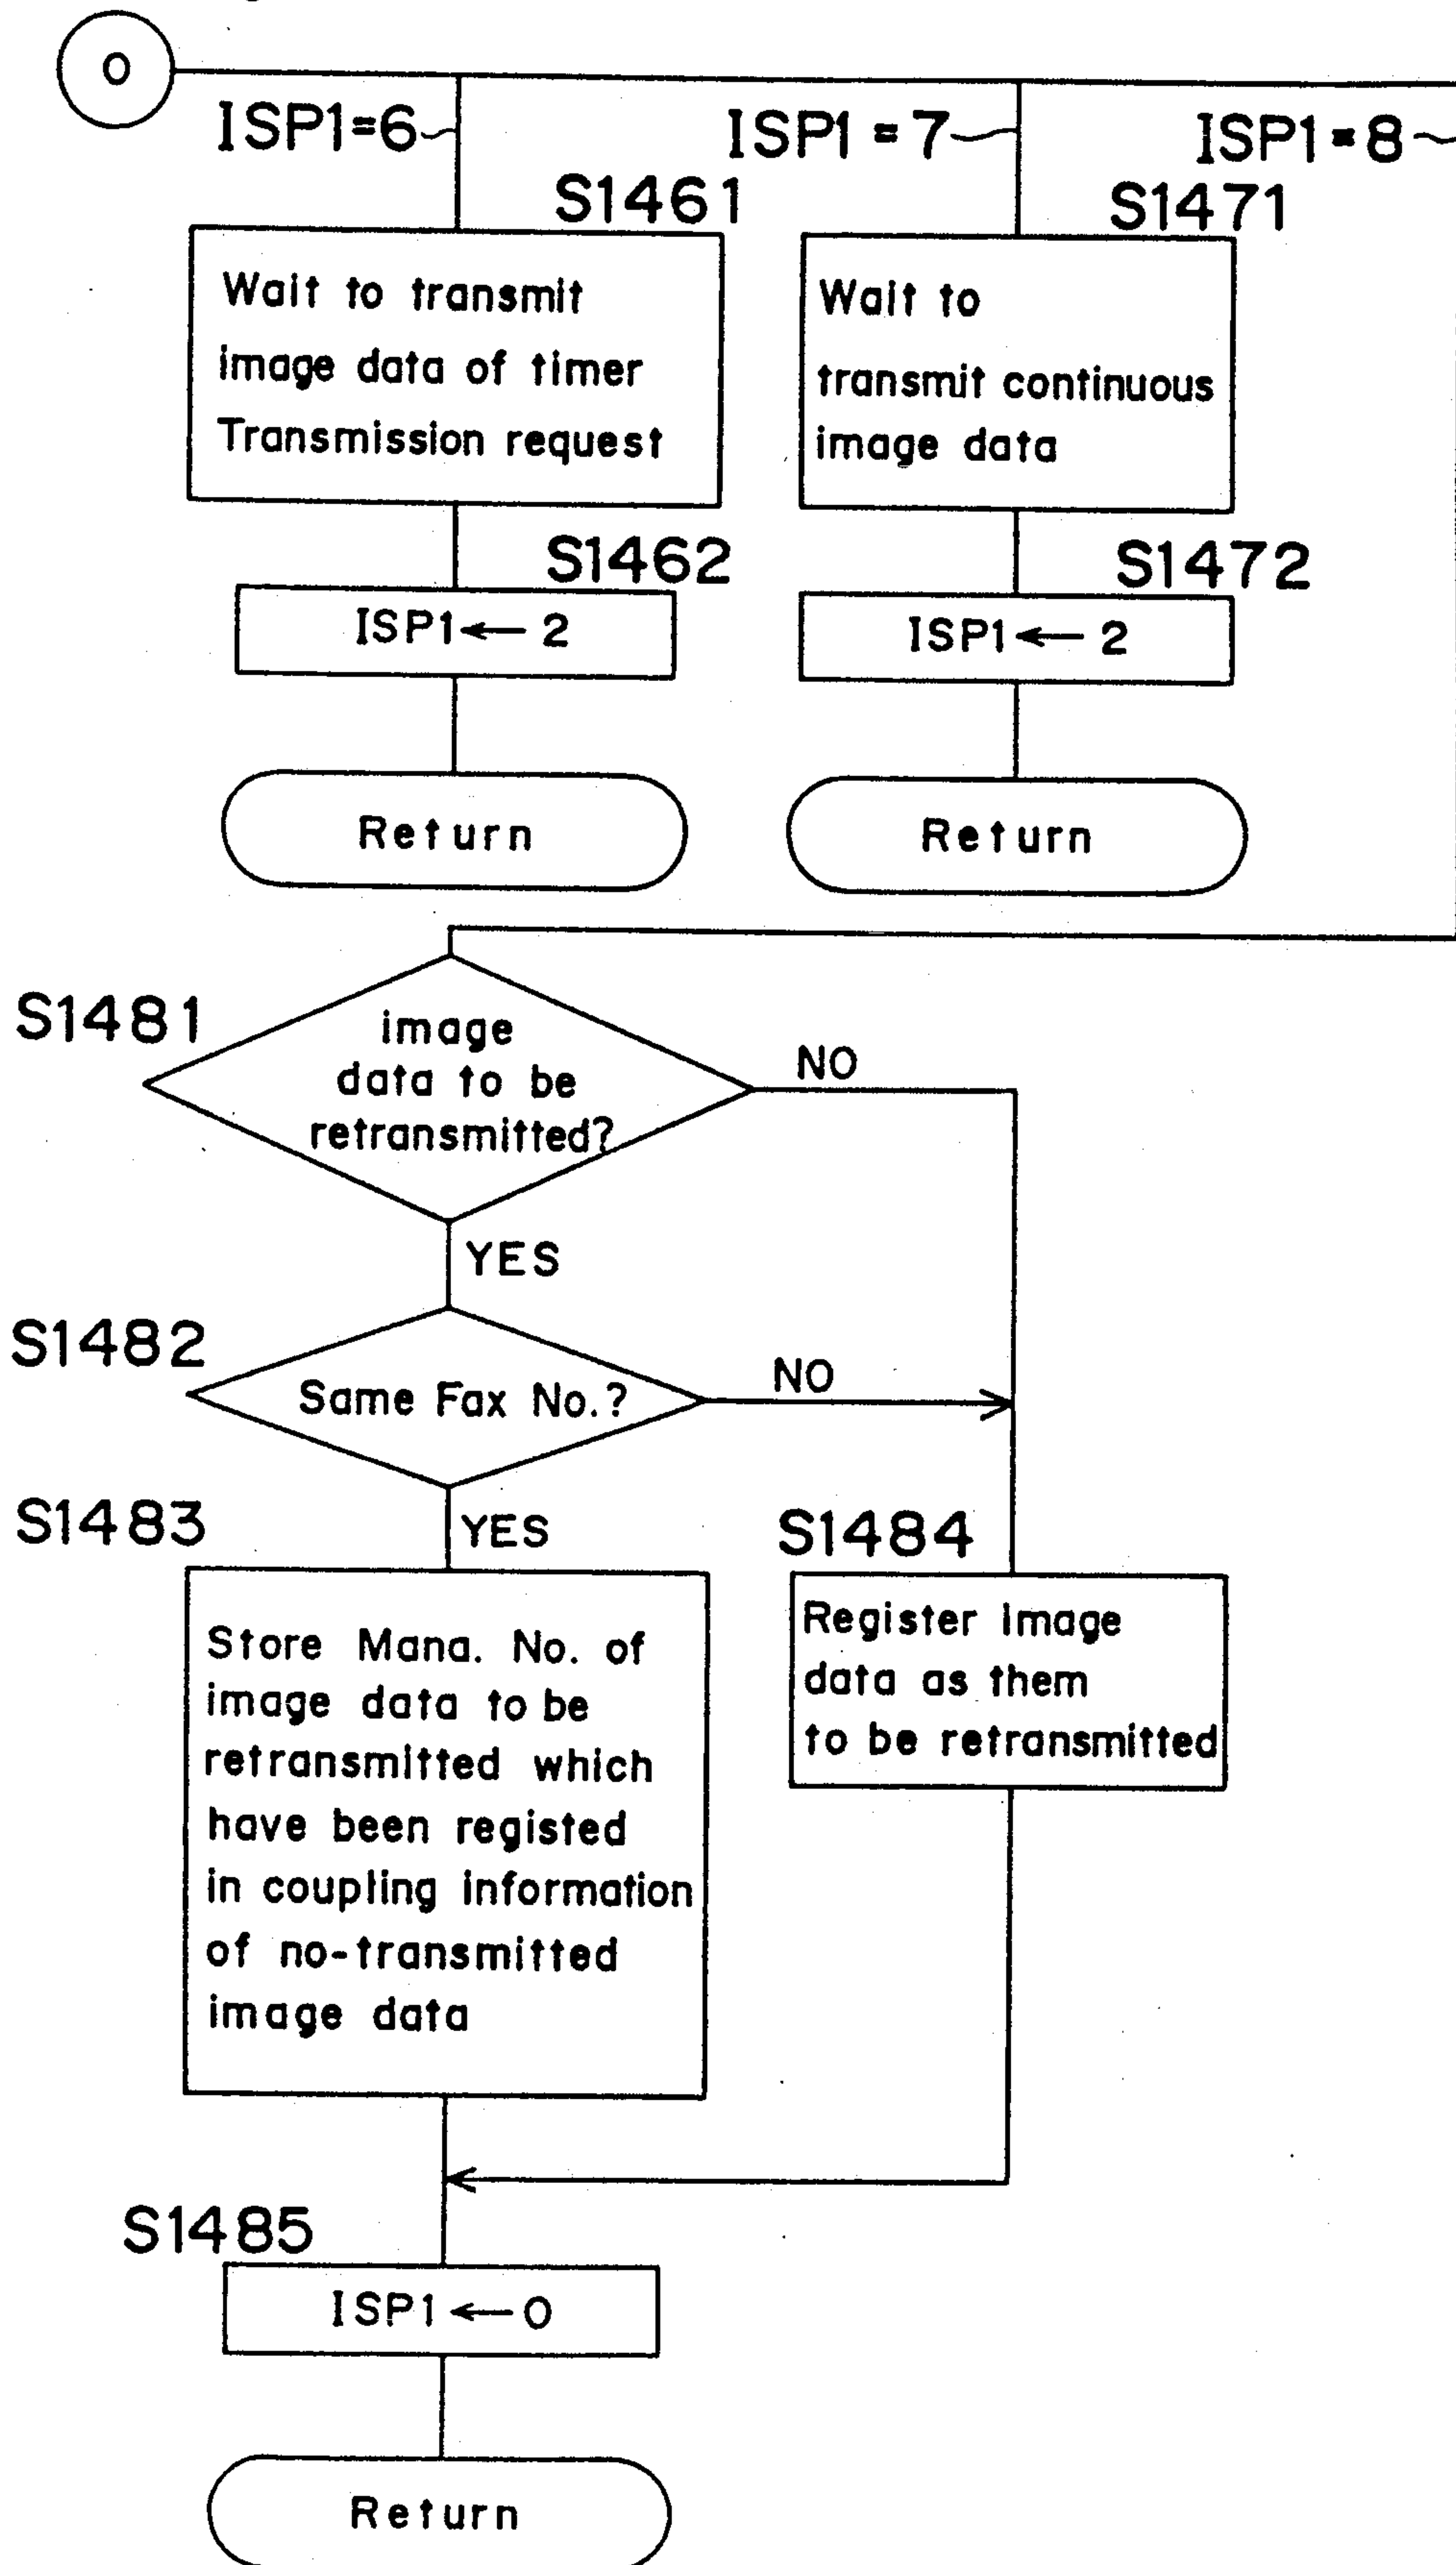 O
ISP1=6
ISP1=7
ISP1=8
S1461
S1471
Wait to transmit
image data of timer
Transmission request
Wait to
transmit continuous
image data
S1462
S1472
ISP1 ← 2
ISP1 ← 2
Return
Return
S1481
image
data to be
retransmitted?
NO
YES
S1482
Same Fax No.?
NO
S1483
YES
S1484
Store Mana. No. of
image data to be
retransmitted which
have been registed
in coupling information
of no-transmitted
image data
Register image
data as them
to be retransmitted
S1485
ISP1 ← 0
Return